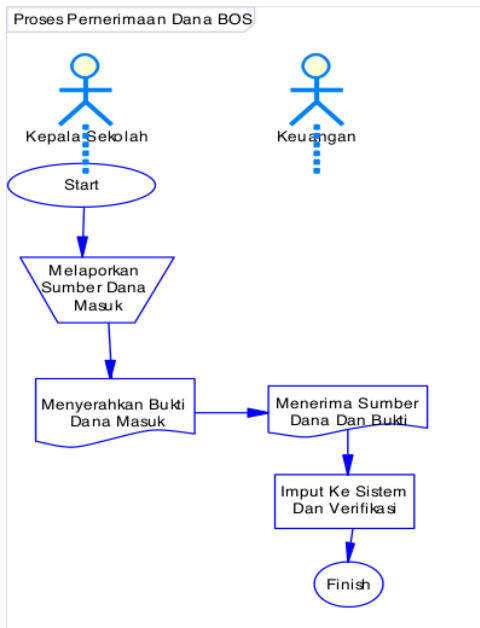 Proses Pernerimaan Dana BOS
Kepala Sekolah
Keuangan
Start
Melaporkan
Sumber Dana
Masuk
Menyerahkan Bukti
Dana Masuk
Menerima Sumber
Dana Dan Bukti
Imput Ke Sistem
Dan Verifikasi
Finish